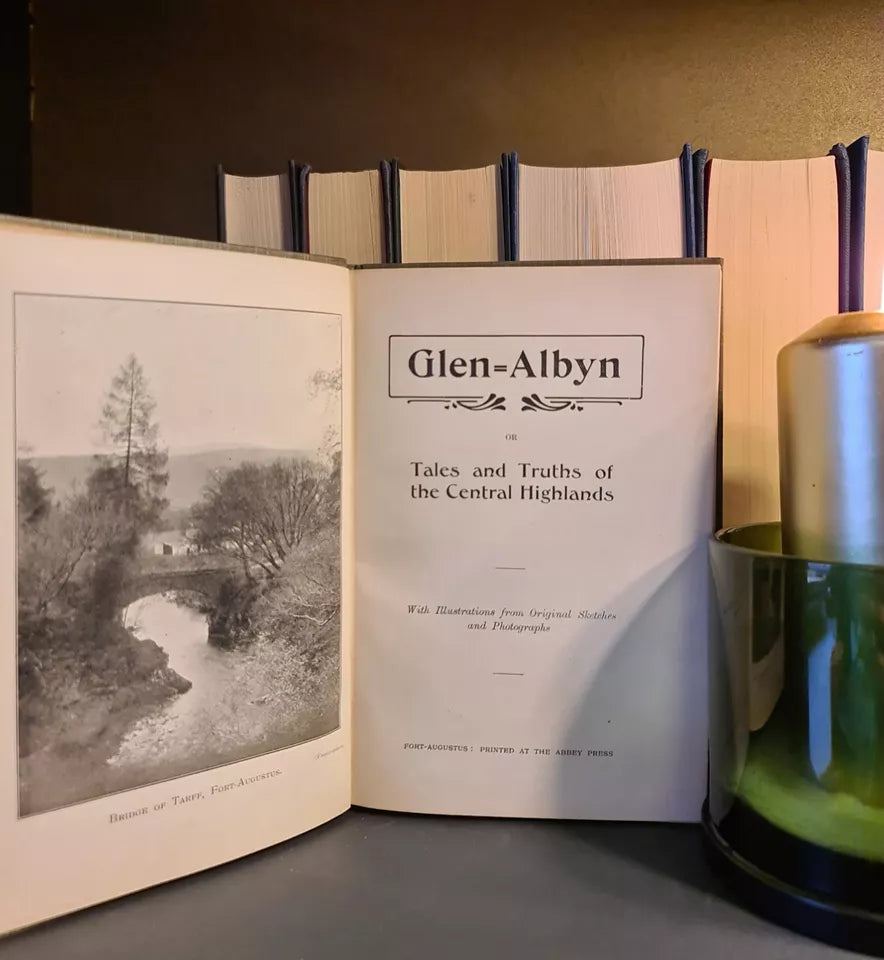 BRIDGE OF TARFF, FORT-AUGUSTUS.
Glen=Albyn
OR
Tales and Truths of
the Central Highlands
With Illustrations from Original Sketches
and Photographs
FORT-AUGUSTUS: PRINTED AT THE ABBEY PRESS